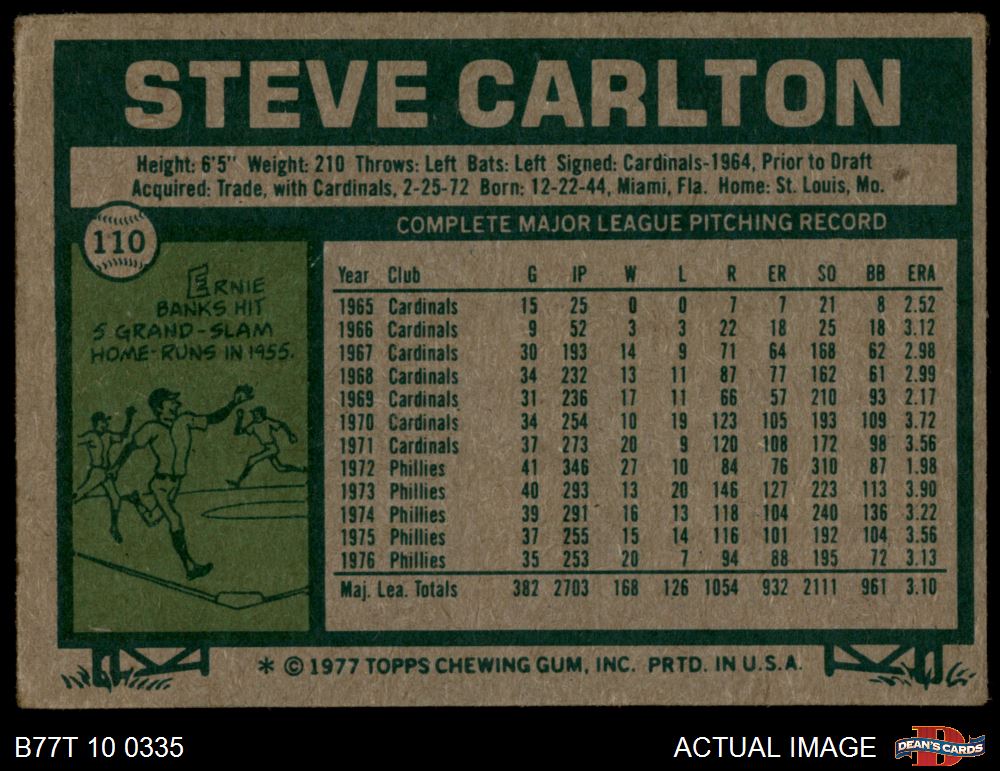 STEVE CARLTON
Height: 6'5" Weight: 210 Throws: Left Bats: Left Signed: Cardinals-1964, Prior to Draft
Acquired: Trade, with Cardinals, 2-25-72 Born: 12-22-44, Miami, Fla. Home: St. Louis, Mo.
110
COMPLETE MAJOR LEAGUE PITCHING RECORD
ERNIE
BANKS HIT
5 GRAND-SLAM
HOME-RUNS IN 1955.
Year Club G IP W L R ER SO BB ERA
1965 Cardinals 15 25 0 0 7 7 21 8 2.52
1966 Cardinals 9 52 3 3 22 18 25 18 3.12
1967 Cardinals 30 193 14 9 71 64 168 62 2.98
1968 Cardinals 34 232 13 11 87 77 162 61 2.99
1969 Cardinals 31 236 17 11 66 57 210 93 2.17
1970 Cardinals 34 254 10 19 123 105 193 109 3.72
1971 Cardinals 37 273 20 9 120 108 172 98 3.56
1972 Phillies 41 346 27 10 84 76 310 87 1.98
1973 Phillies 40 293 13 20 146 127 223 113 3.90
1974 Phillies 39 291 16 13 118 104 240 136 3.22
1975 Phillies 37 255 15 14 116 101 192 104 3.56
1976 Phillies 35 253 20 7 94 88 195 72 3.13
Maj. Lea. Totals 382 2703 168 126 1054 932 2111 961 3.10
* © 1977 TOPPS CHEWING GUM, INC. PRTD. IN U.S.A.
B77T 10 0335
ACTUAL IMAGE
DEAN'S CARDS